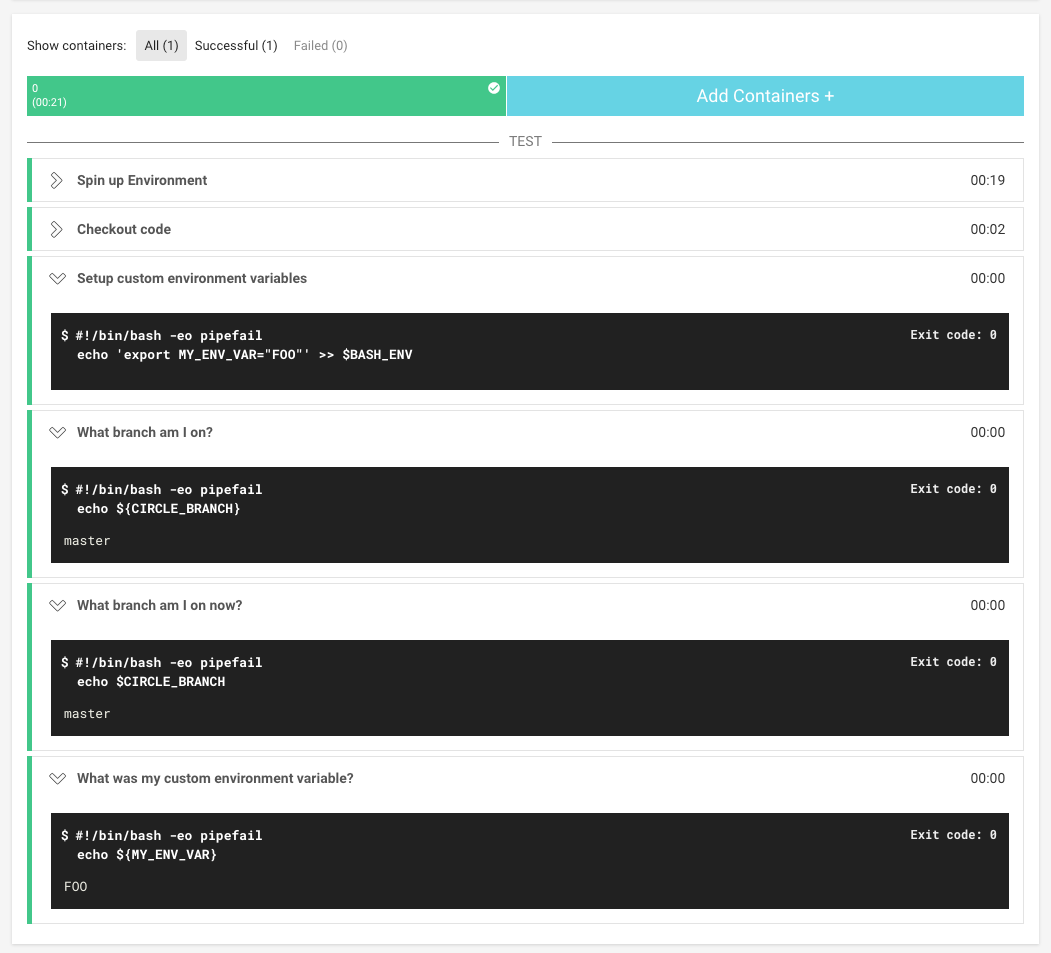 Show containers: All (1) Successful (1) Failed (0)
0
(00:21)
Add Containers +
TEST
Spin up Environment 00:19
Checkout code 00:02
Setup custom environment variables 00:00
$ #!/bin/bash -eo pipefail Exit code: 0
echo 'export MY_ENV_VAR="FOO"' >> $BASH_ENV
What branch am I on? 00:00
$ #!/bin/bash -eo pipefail Exit code: 0
echo ${CIRCLE_BRANCH}
master
What branch am I on now? 00:00
$ #!/bin/bash -eo pipefail Exit code: 0
echo $CIRCLE_BRANCH
master
What was my custom environment variable? 00:00
$ #!/bin/bash -eo pipefail Exit code: 0
echo ${MY_ENV_VAR}
FOO